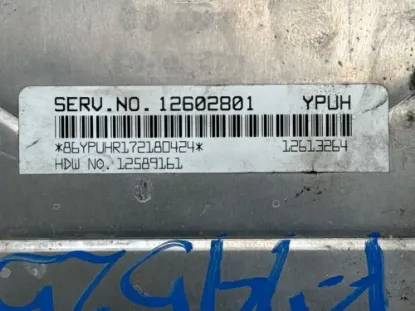 SERV.NO. 12602801 YPUH
*86YPUHR172180424* 12613264
HDW NO. 12589161